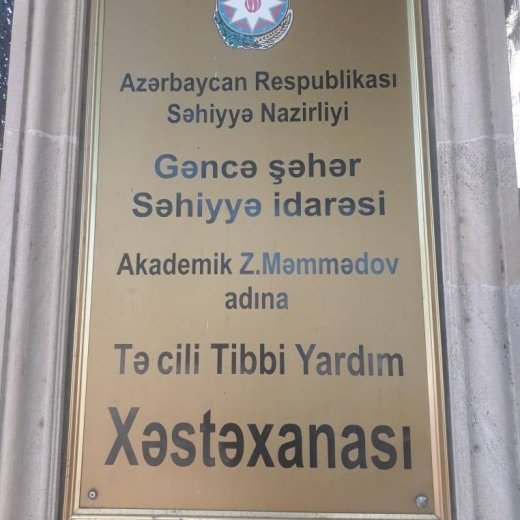 Azərbaycan Respublikası
Səhiyyə Nazirliyi
Gəncə şəhər
Səhiyyə idarəsi
Akademik Z.Məmmədov
adına
Tə cili Tibbi Yardım
Xəstəxanası